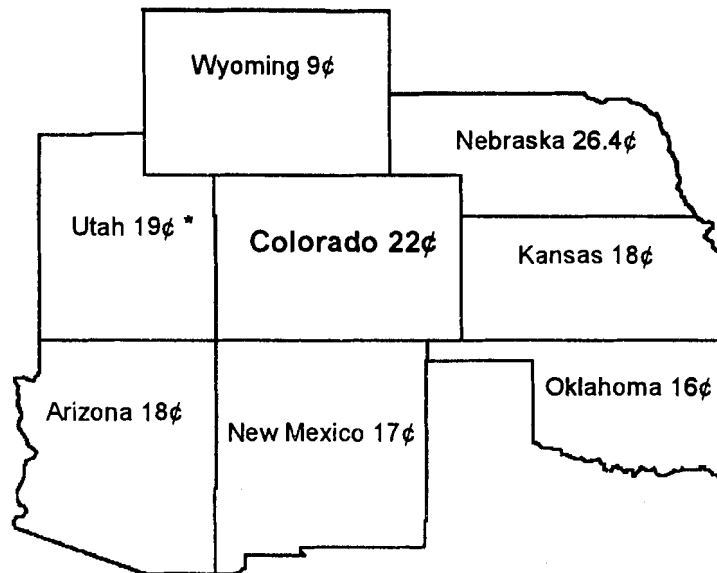 Wyoming 9¢
Nebraska 26.4¢
Utah 19¢ *
Colorado 22¢
Kansas 18¢
Arizona 18¢
New Mexico 17¢
Oklahoma 16¢